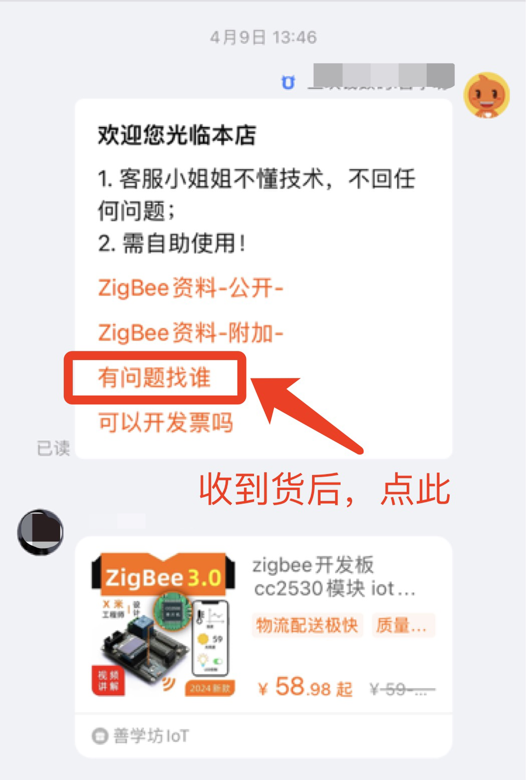 4月9日 13:46
欢迎您光临本店
1. 客服小姐姐不懂技术，不回任
何问题；
2. 需自助使用！
ZigBee资料-公开-
ZigBee资料-附加-
有问题找谁
可以开发票吗
已读
收到货后，点此
ZigBee3.0
X米
工程师
设计
59
视频
讲解
2024新款
zigbee开发板
cc2530模块 iot...
物流配送极快 质量...
¥ 58.98 起 ¥59-...
善学坊IoT